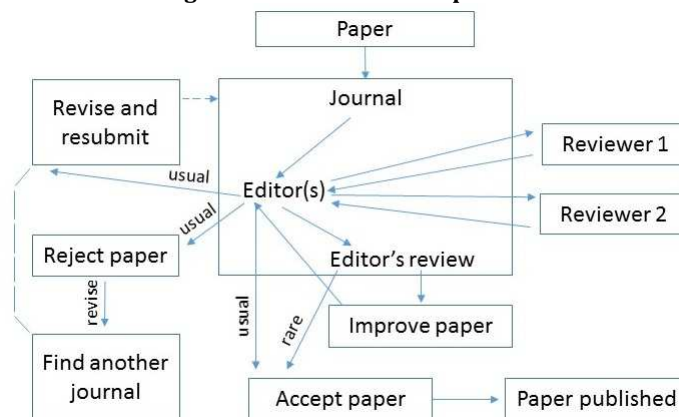 Paper
Journal
Revise and
resubmit
Reviewer 1
usual
Editor(s)
Reviewer 2
usual
Reject paper
Editor's review
revise
usual
rare
Improve paper
Find another
journal
Accept paper
Paper published